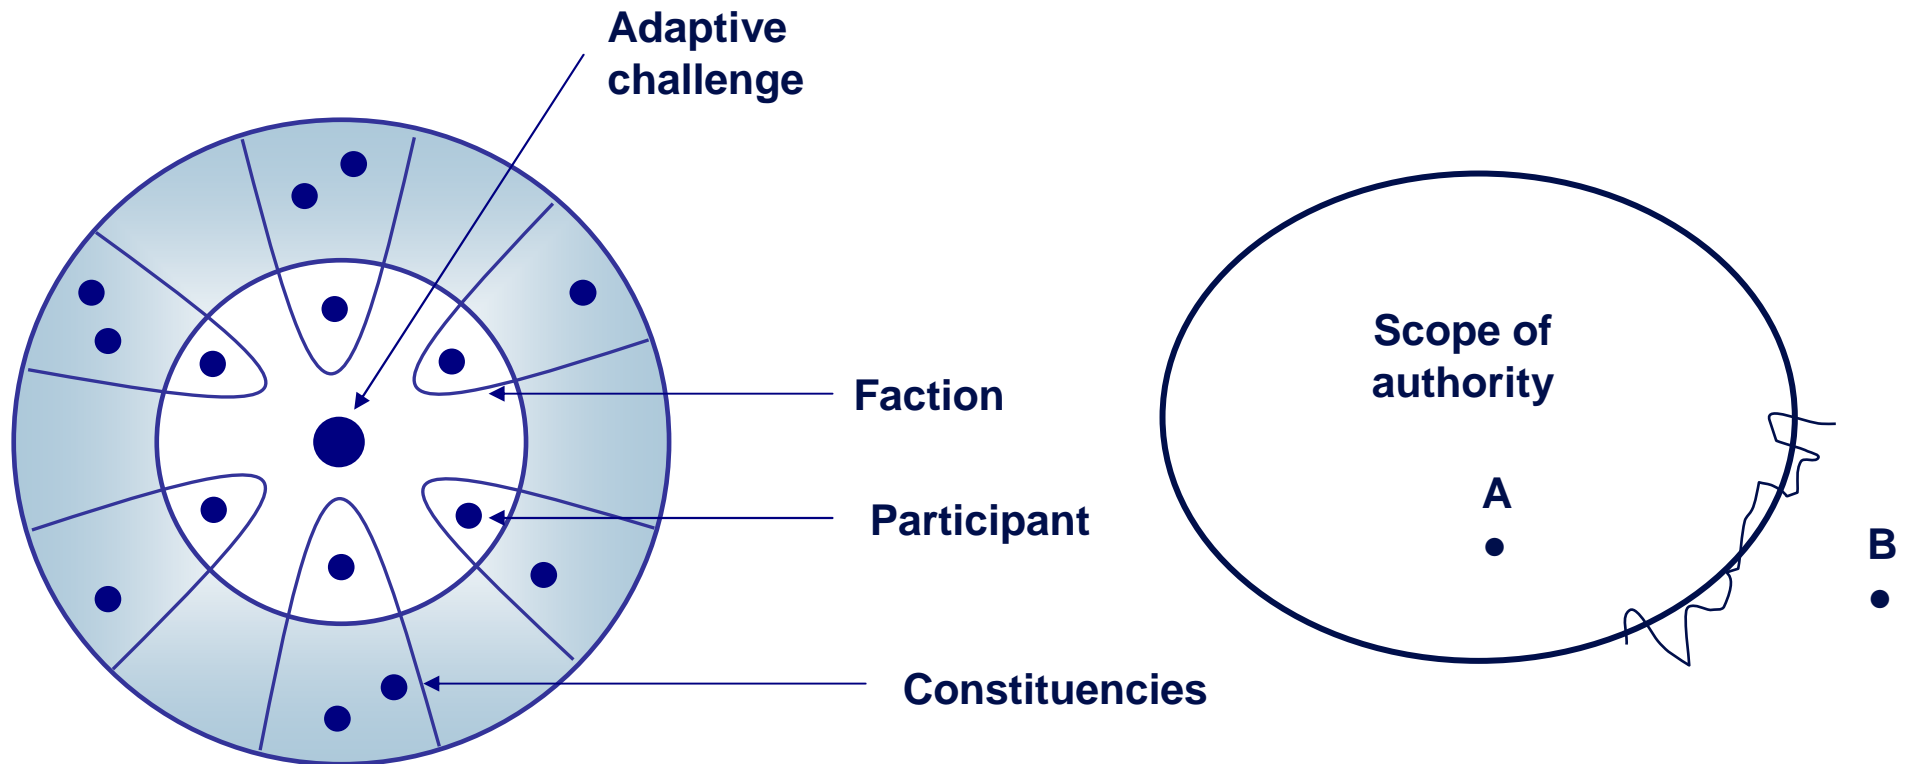 Adaptive
challenge
Faction
Participant
Constituencies
Scope of
authority
A
B